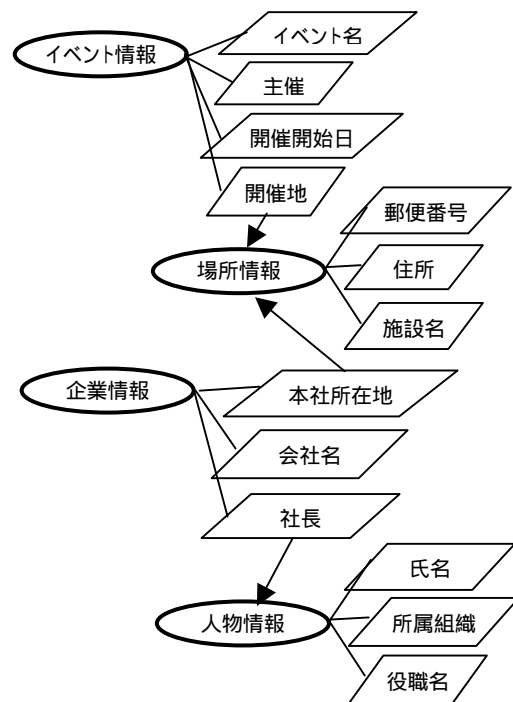 イベント名
イベント情報
主催
開催開始日
開催地
郵便番号
場所情報
住所
施設名
企業情報
本社所在地
会社名
社長
氏名
人物情報
所属組織
役職名